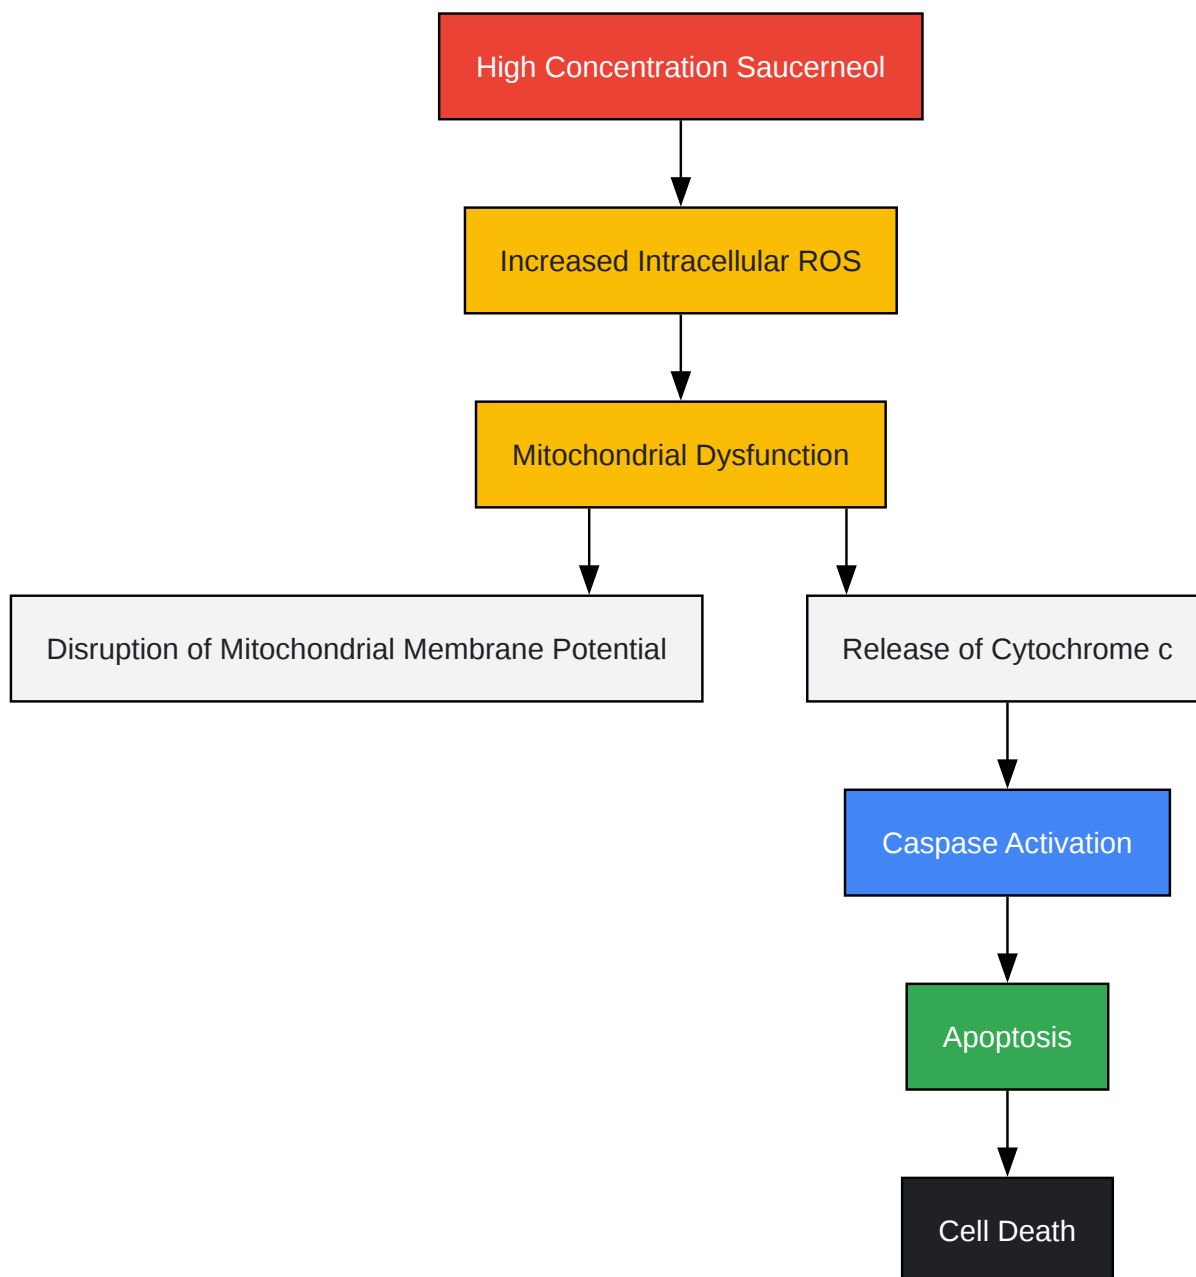 High Concentration Saucerneol
Increased Intracellular ROS
Mitochondrial Dysfunction
Disruption of Mitochondrial Membrane Potential
Release of Cytochrome c
Caspase Activation
Apoptosis
Cell Death